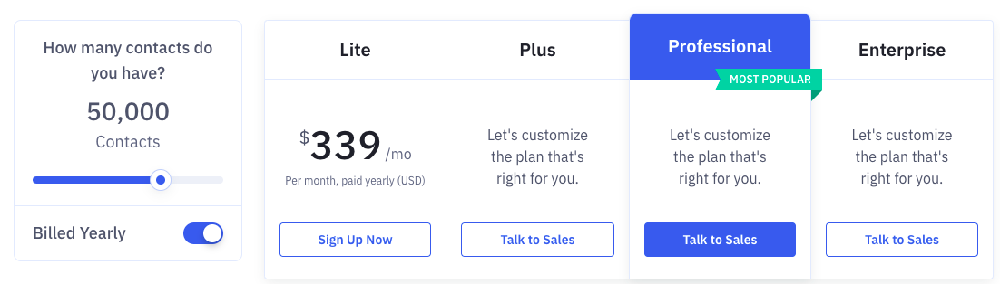 How many contacts do
you have?
50,000
Contacts
Billed Yearly
Lite
$339/mo
Per month, paid yearly (USD)
Sign Up Now
Plus
Let's customize
the plan that's
right for you.
Talk to Sales
Professional
MOST POPULAR
Let's customize
the plan that's
right for you.
Talk to Sales
Enterprise
Let's customize
the plan that's
right for you.
Talk to Sales